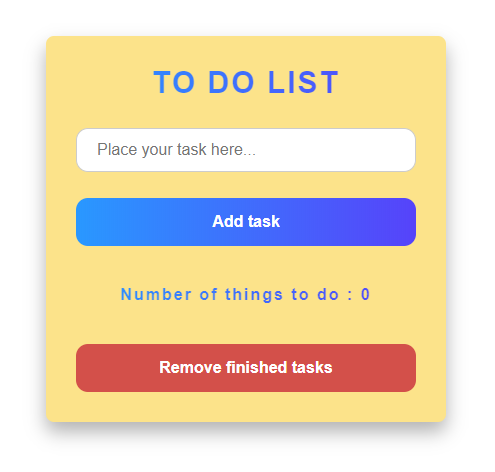 TO DO LIST
Place your task here...
Add task
Number of things to do : 0
Remove finished tasks